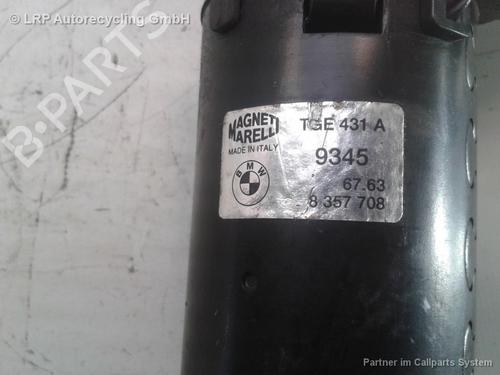 © LRP Autorecycling GmbH
B-PARTS
MAGNETI MARELLI
MADE IN ITALY
TGE 431 A
9345
BMW
67.63
8 357 708
Partner im Callparts System